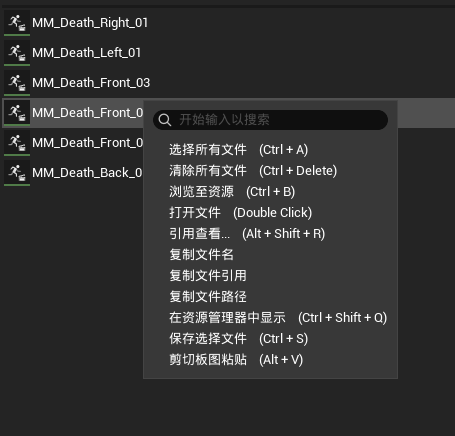 MM_Death_Right_01
MM_Death_Left_01
MM_Death_Front_03
MM_Death_Front_0
开始输入以搜索
MM_Death_Front_0
MM_Death_Back_0
选择所有文件 (Ctrl + A)
清除所有文件 (Ctrl + Delete)
浏览至资源 (Ctrl + B)
打开文件 (Double Click)
引用查看... (Alt + Shift + R)
复制文件名
复制文件引用
复制文件路径
在资源管理器中显示 (Ctrl + Shift + Q)
保存选择文件 (Ctrl + S)
剪切板图粘贴 (Alt + V)